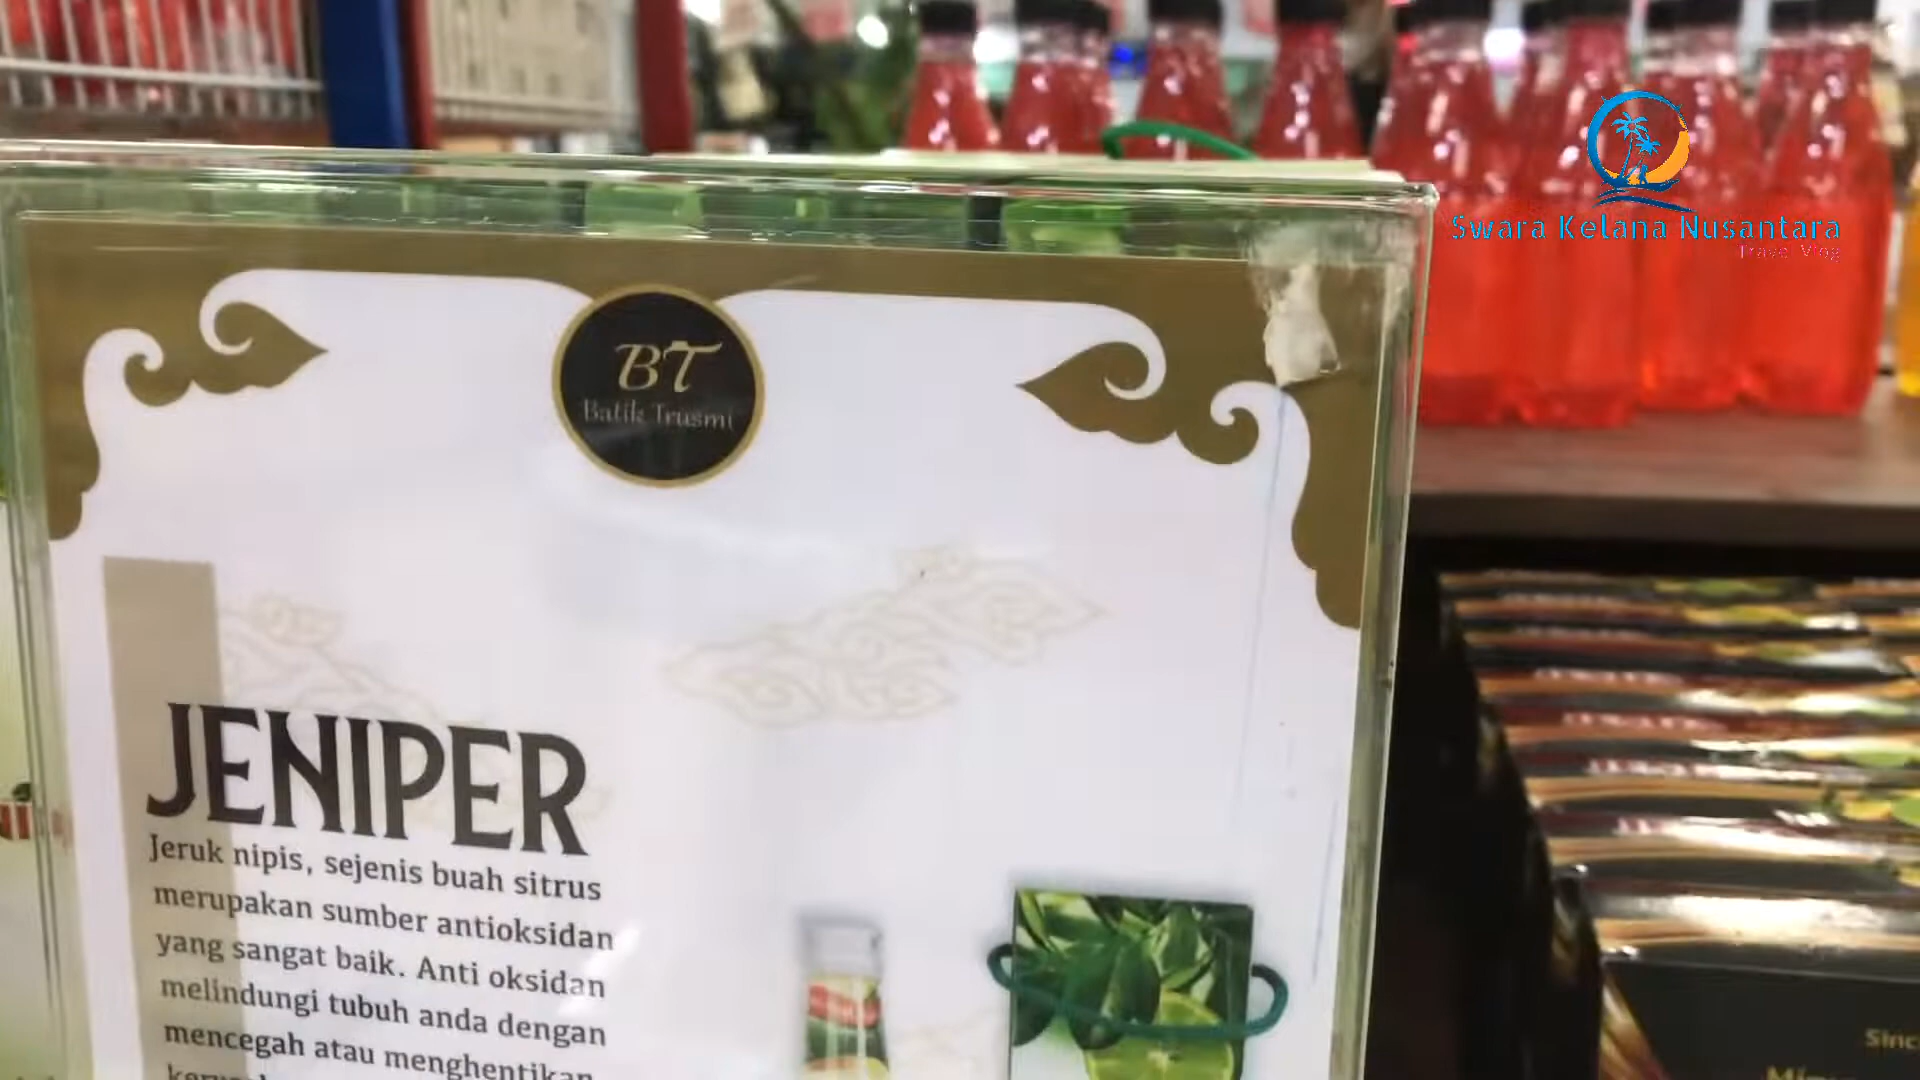 Swara Kelana Nusantara
Travel Vlog
BT
Batik Trusmi
JENIPER
Jeruk nipis, sejenis buah sitrus
merupakan sumber antioksidan
yang sangat baik. Anti oksidan
melindungi tubuh anda dengan
mencegah atau menghentikan